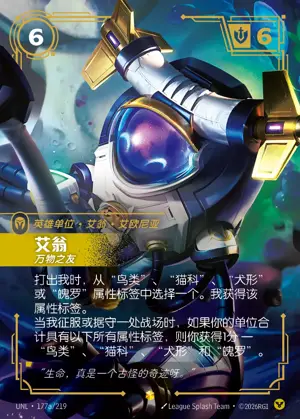 6
6
英雄单位·艾翁·艾欧尼亚
艾翁
万物之友
打出我时，从“鸟类”、“猫科”、“犬形”
或“魄罗”属性标签中选择一个。我获得该
属性标签。
当我征服或据守一处战场时，如果你的单位合
计具有以下所有属性标签，则你获得1分 —
“鸟类”、“猫科”、“犬形”和“魄罗”。
“生命，真是一个古怪的奇迹呀。”
UNL · 177a/219
League Splash Team · ©2026RGI